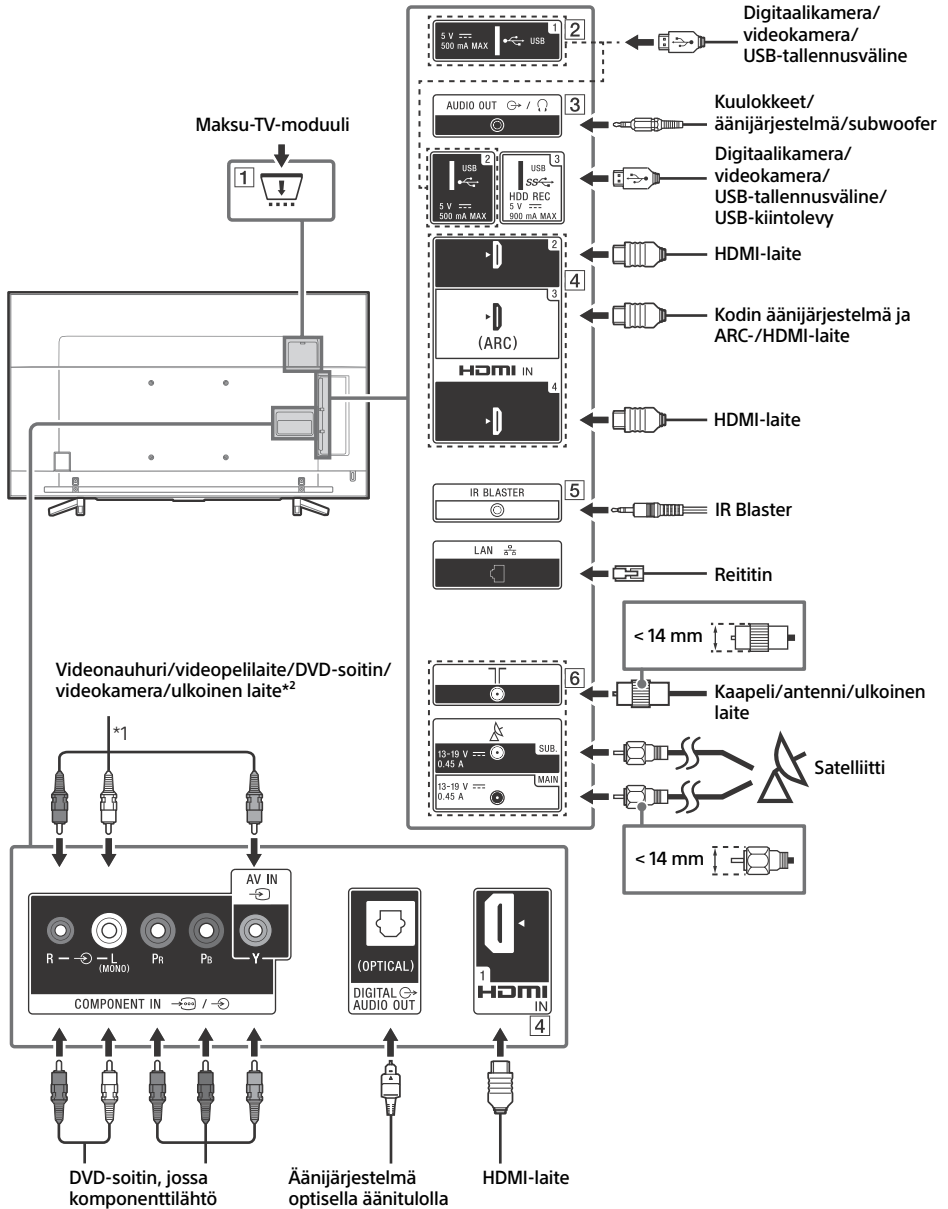 5 V
500 mA MAX
USB
1
2
Digitaalikamera/
videokamera/
USB-tallennusväline
AUDIO OUT
/
3
Kuulokkeet/
äänijärjestelmä/subwoofer
Maksu-TV-moduuli
1
2
USB
5 V
500 mA MAX
3
USB
SS
HDD REC
5 V
900 mA MAX
Digitaalikamera/
videokamera/
USB-tallennusväline/
USB-kiintolevy
2
HDMI-laite
4
3
(ARC)
Kodin äänijärjestelmä ja
ARC-/HDMI-laite
HDMI IN
4
HDMI-laite
IR BLASTER
5
IR Blaster
LAN
Reititin
< 14 mm
6
Kaapeli/antenni/ulkoinen
laite
13-19 V
0.45 A
SUB.
13-19 V
0.45 A
MAIN
Satelliitti
< 14 mm
Videonauhuri/videopelilaite/DVD-soitin/
videokamera/ulkoinen laite*2
*1
AV IN
R
L
(MONO)
PR
PB
Y
COMPONENT IN
/
(OPTICAL)
DIGITAL
AUDIO OUT
1
HDMI
IN
4
DVD-soitin, jossa
komponenttilähtö
Äänijärjestelmä
optisella äänitulolla
HDMI-laite